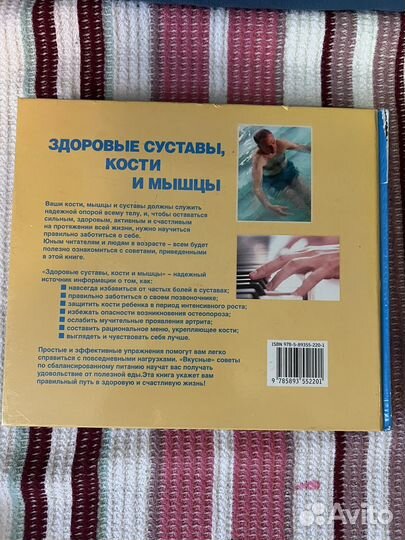 ЗДОРОВЫЕ СУСТАВЫ,
КОСТИ
И МЫШЦЫ
Ваши кости, мышцы и суставы должны служить
надежной опорой всему телу, и, чтобы оставаться
сильным, здоровым, активным и счастливым
на протяжении всей жизни, нужно научиться
правильно заботиться о себе.
Юным читателям и людям в возрасте – всем будет
полезно ознакомиться с советами, приведенными
в этой книге.
«Здоровые суставы, кости и мышцы» – надежный
источник информации о том, как:
■ навсегда избавиться от частых болей в суставах;
■ правильно заботиться о своем позвоночнике;
■ защитить кости ребенка в период интенсивного роста;
■ избежать опасности возникновения остеопороза;
■ ослабить мучительные проявления артрита;
■ составить рациональное меню, укрепляющее кости;
■ выглядеть и чувствовать себя лучше.
Простые и эффективные упражнения помогут вам легко
справиться с повседневными нагрузками. «Вкусные» советы
по сбалансированному питанию научат вас получать
удовольствие от полезной еды.Эта книга укажет вам
правильный путь в здоровую и счастливую жизнь!
ISBN 978-5-89355-220-1
9 785893 552201
Avito